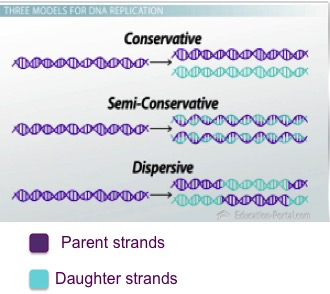 THREE MODELS FOR DNA REPLICATION
Conservative
Semi-Conservative
Dispersive
Education-Portal.com
Parent strands
Daughter strands